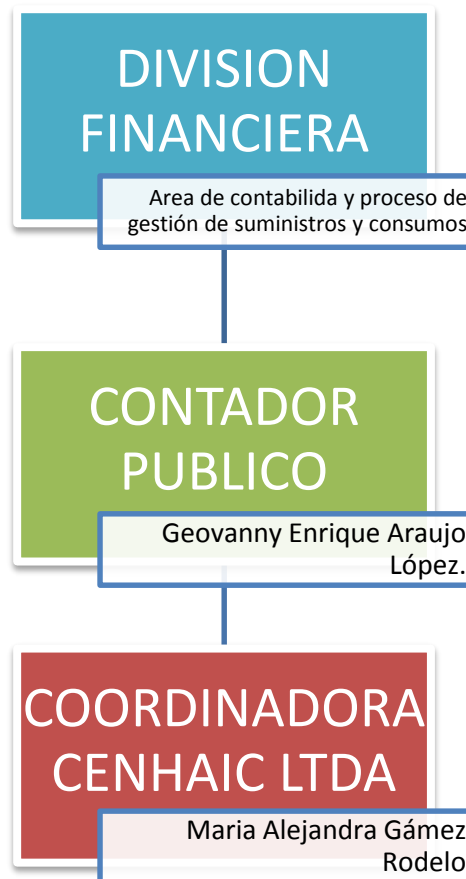 DIVISION
FINANCIERA
Area de contabilida y proceso de
gestión de suministros y consumos
CONTADOR
PUBLICO
Geovanny Enrique Araujo
López.
COORDINADORA
CENHAIC LTDA
Maria Alejandra Gámez
Rodelo